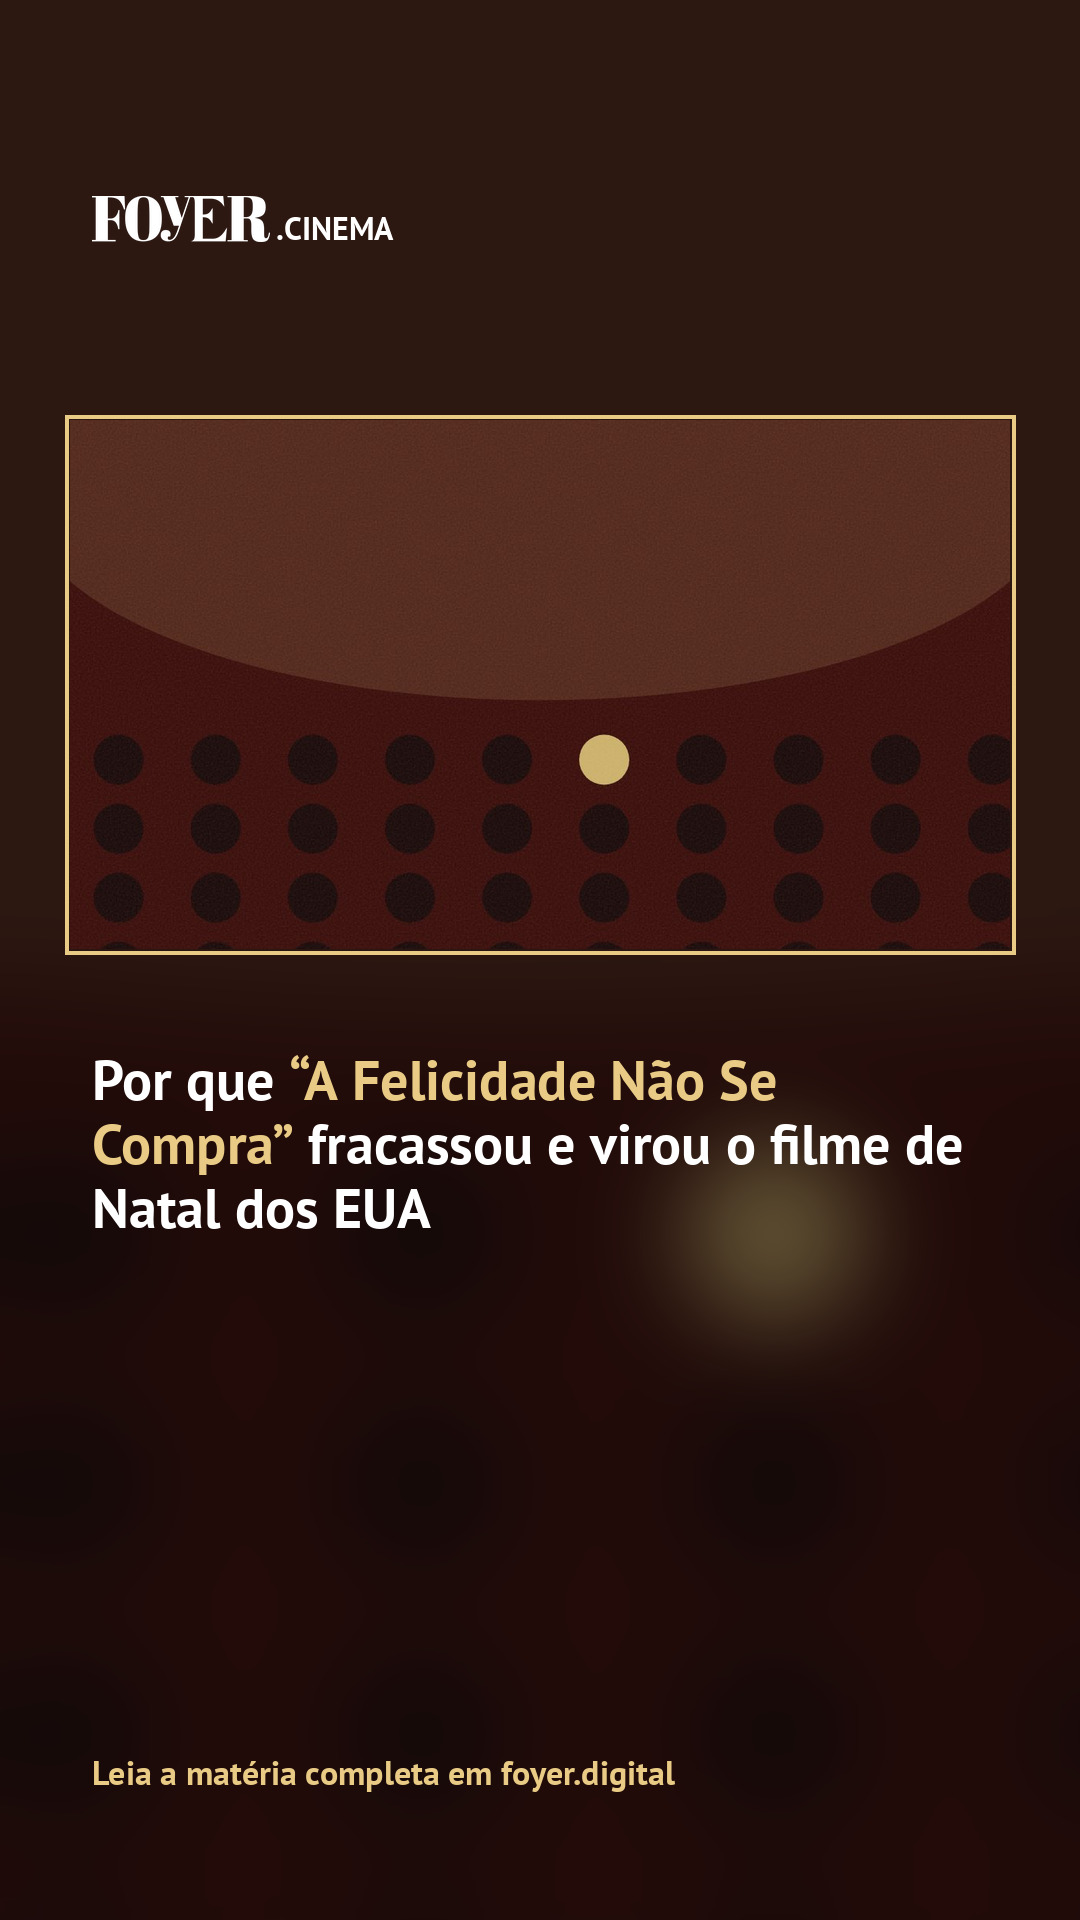 FOYER .CINEMA
Por que “A Felicidade Não Se
Compra” fracassou e virou o filme de
Natal dos EUA
Leia a matéria completa em foyer.digital